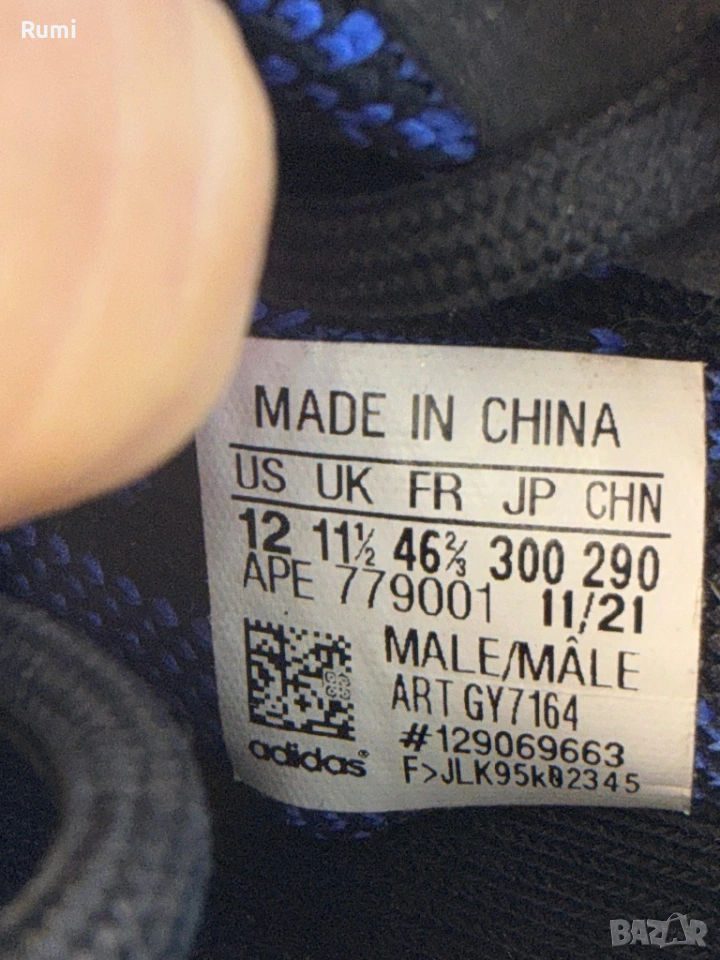 Rumi
MADE IN CHINA
US UK FR JP CHN
12 11½ 46⅔ 300 290
APE 779001 11/21
MALE/MÂLE
ART GY7164
#129069663
adidas®
F>JLK95k02345
BAZAR